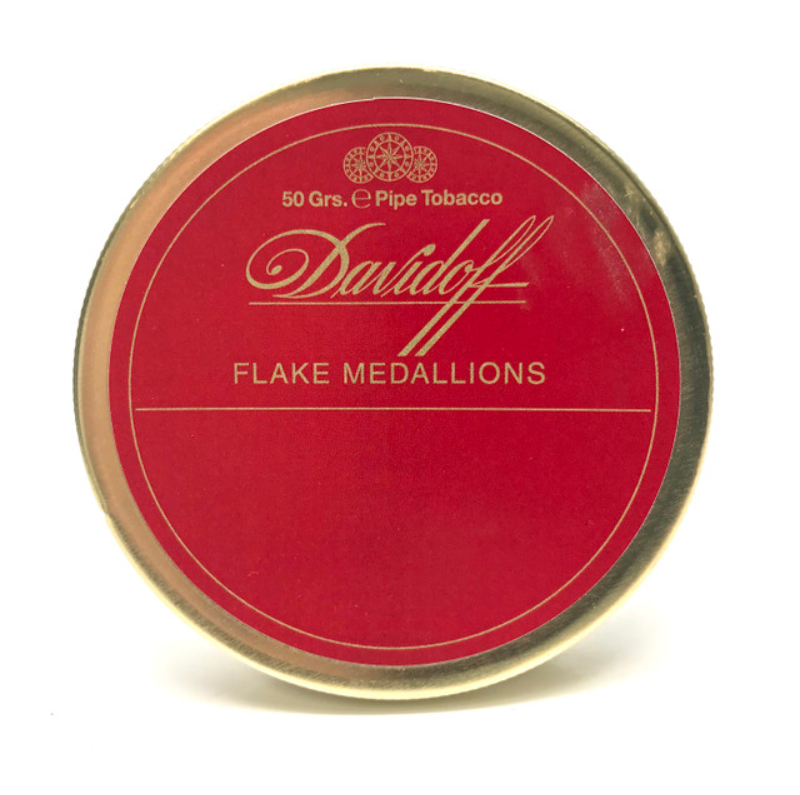 50 Grs. ℮ Pipe Tobacco
Davidoff
FLAKE MEDALLIONS